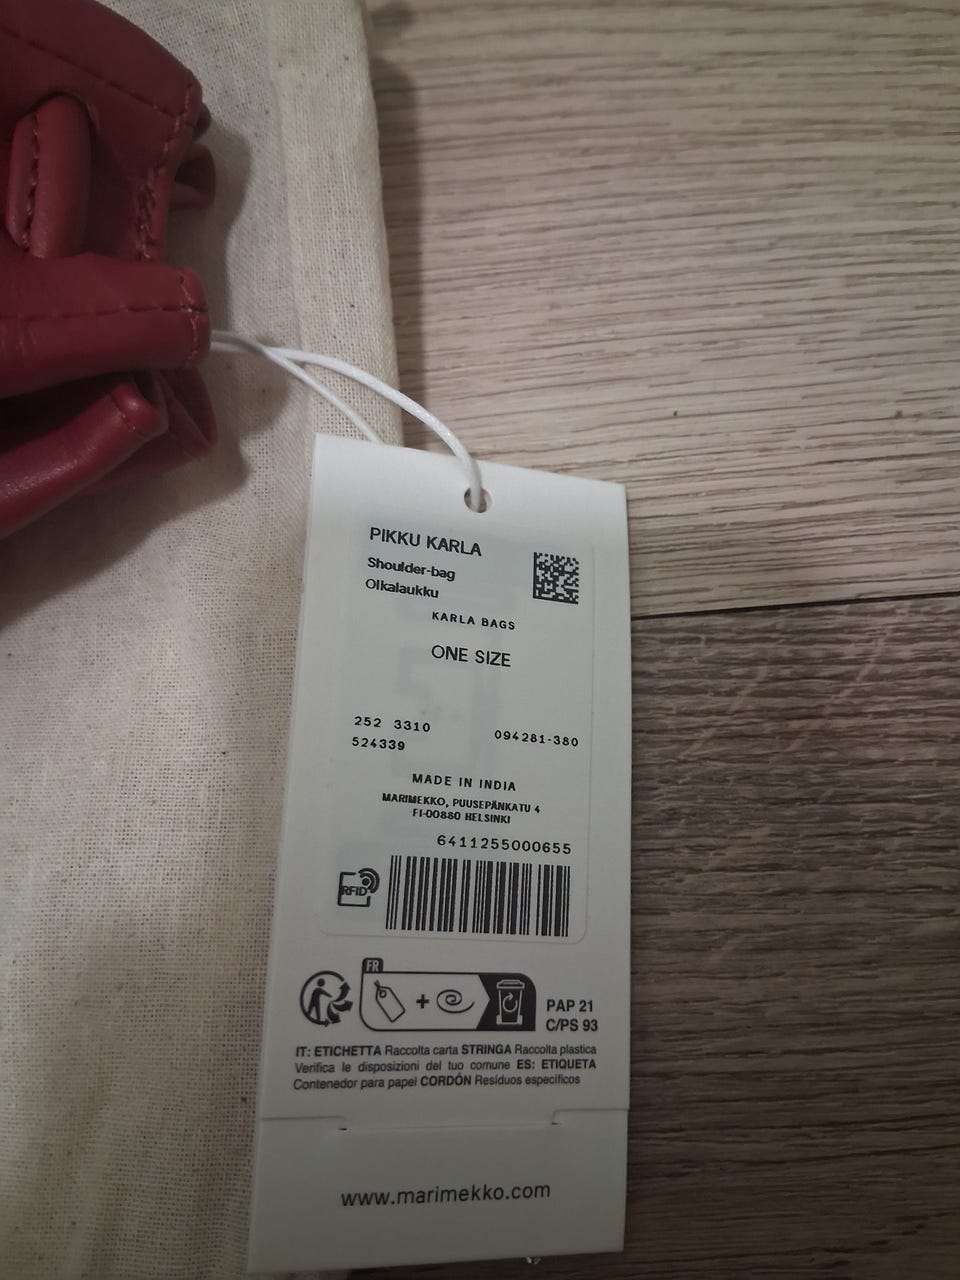 PIKKU KARLA
Shoulder-bag
Olkalaukku
KARLA BAGS
ONE SIZE
252 3310
094281-380
524339
MADE IN INDIA
MARIMEKKO, PUUSEPÄNKATU 4
FI-00880 HELSINKI
6411255000655
RFID
FR
PAP 21
C/PS 93
IT: ETICHETTA Raccolta carta STRINGA Raccolta plastica
Verifica le disposizioni del tuo comune ES: ETIQUETA
Contenedor para papel CORDÓN Resíduos específicos
www.marimekko.com